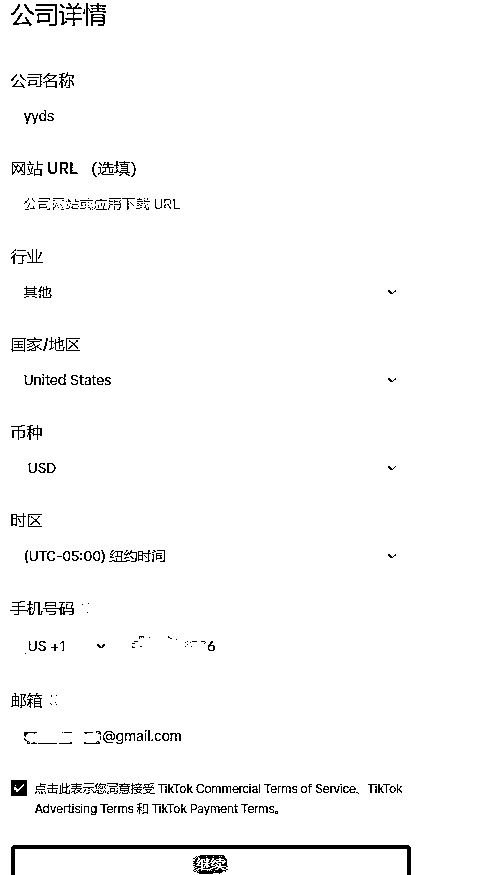 公司详情
公司名称
yyds
网站 URL （选填）
公司网站或应用下载 URL
行业
其他
国家/地区
United States
币种
USD
时区
(UTC-05:00) 纽约时间
手机号码
US +1 6
邮箱
@gmail.com
点击此表示您同意接受 TikTok Commercial Terms of Service、TikTok
Advertising Terms 和 TikTok Payment Terms。
继续